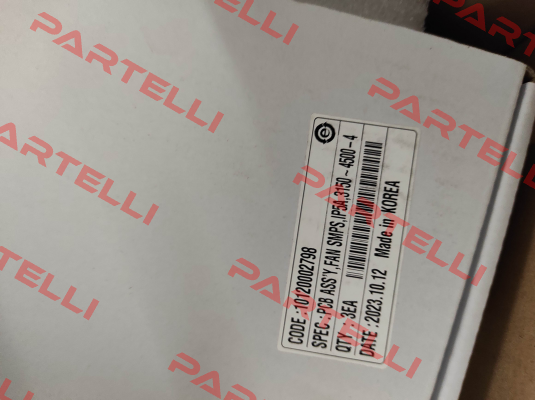 CODE : 10120002798
SPEC : PCB ASS'Y,FAN SMPS,IP5A,3150~4500-4
QTY : 3EA
DATE : 2023.10.12 Made in KOREA
PARTELLI
PARTELLI
PARTELLI
PARTELLI
PARTELLI
PARTELLI
PARTELLI